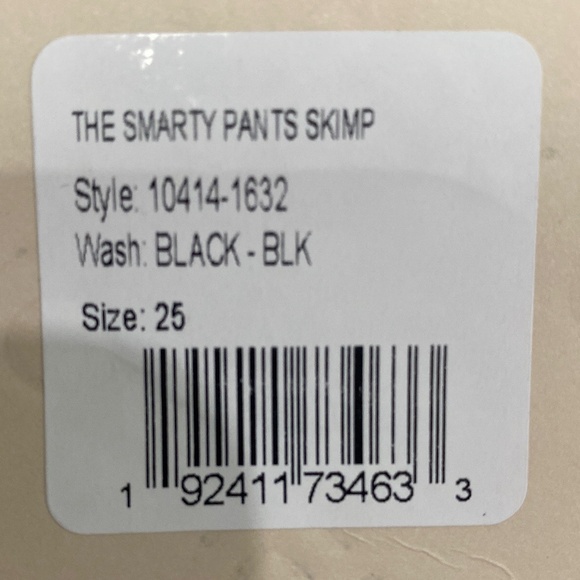 THE SMARTY PANTS SKIMP
Style: 10414-1632
Wash: BLACK - BLK
Size: 25
1 92411 73463 3